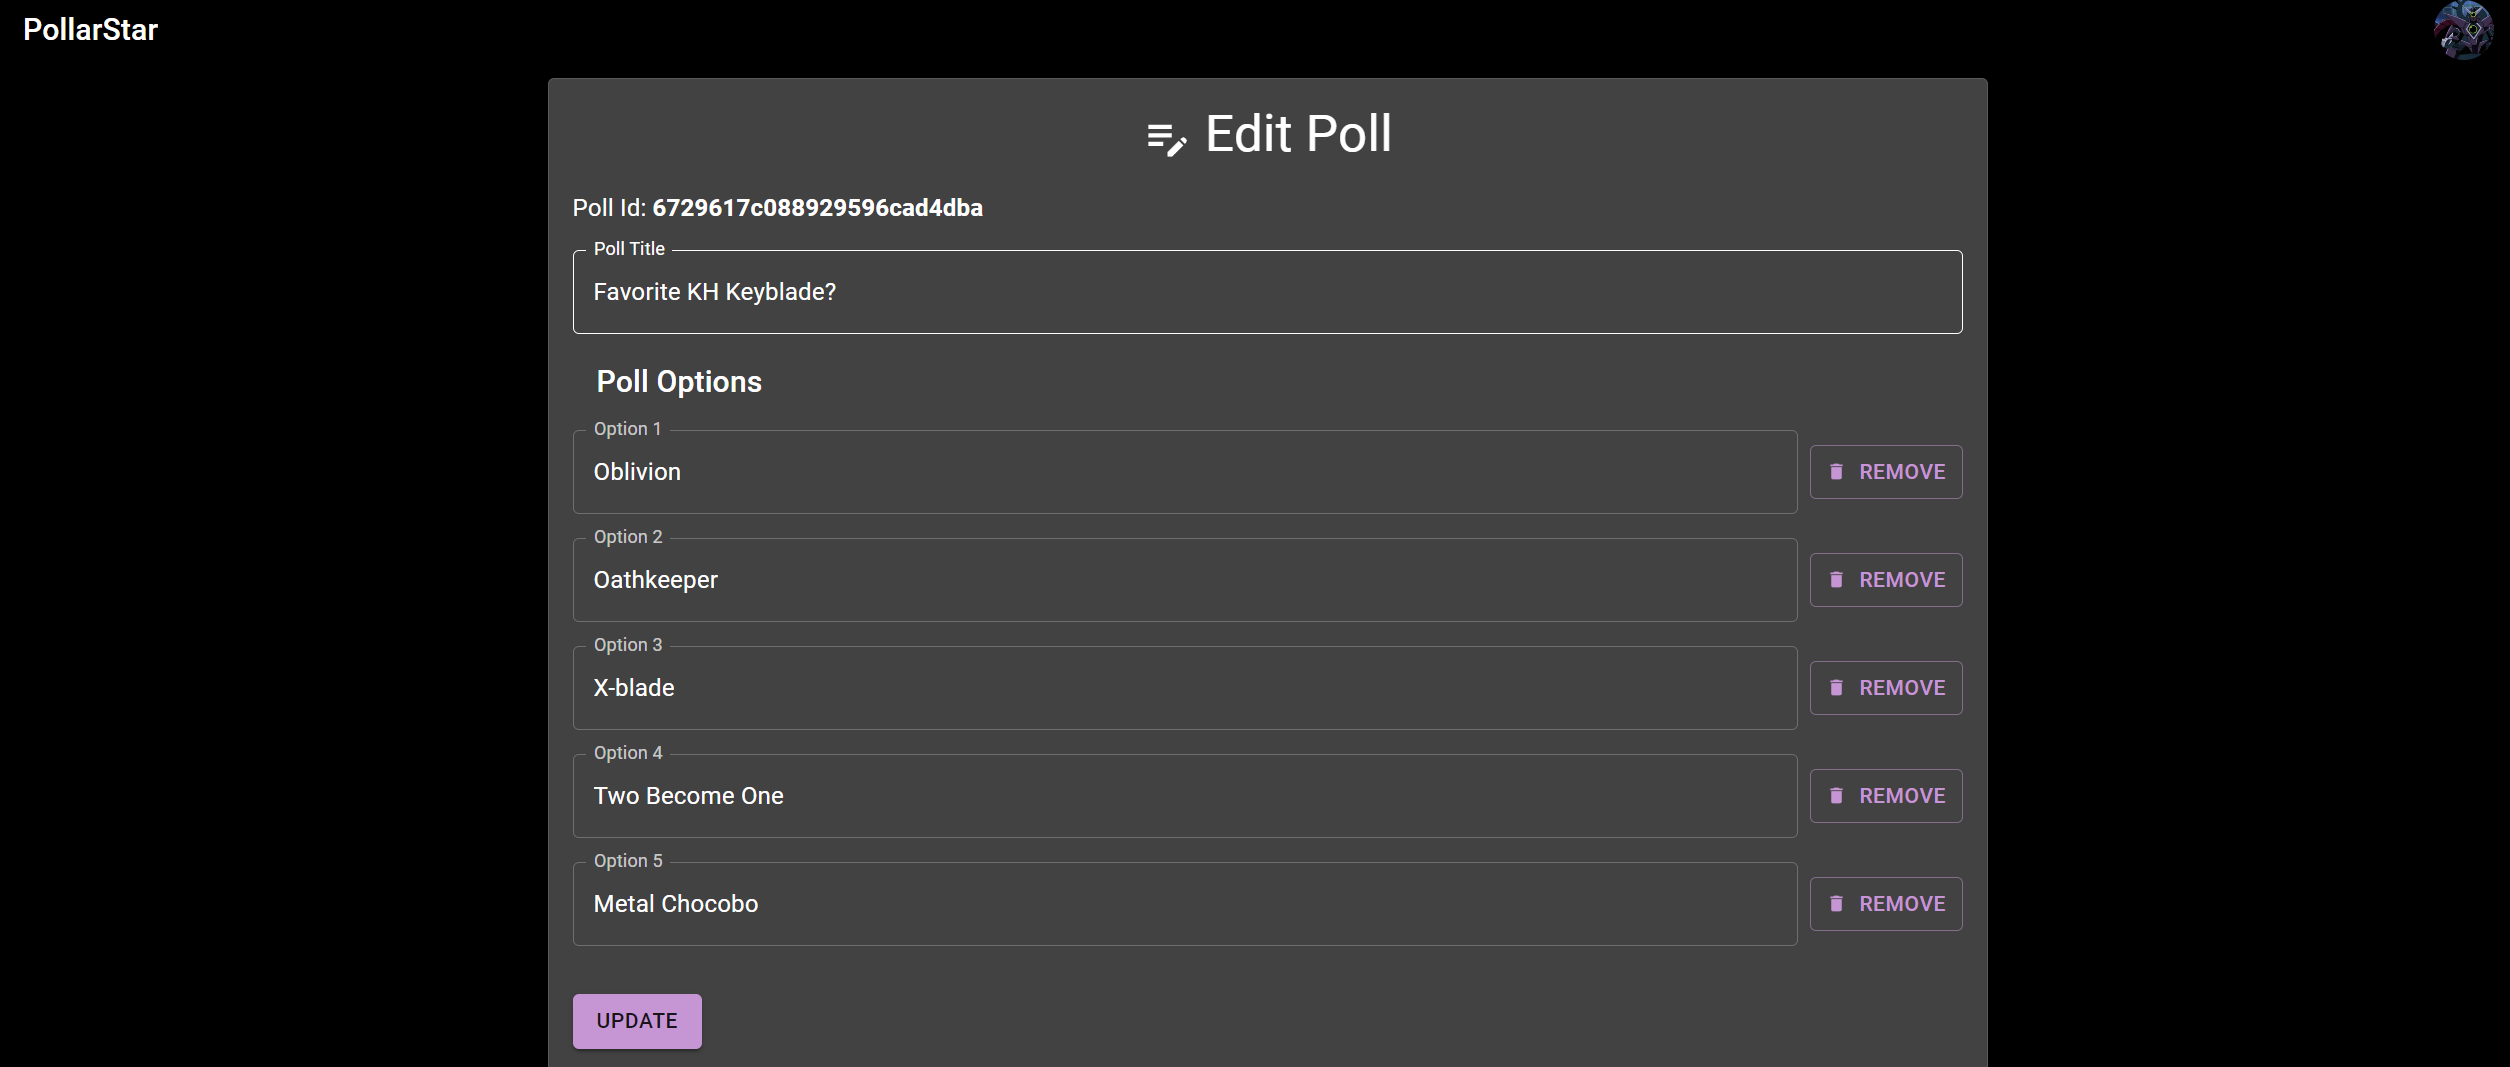 PollarStar
Edit Poll
Poll Id: 6729617c088929596cad4dba
Poll Title
Favorite KH Keyblade?
Poll Options
Option 1
Oblivion
REMOVE
Option 2
Oathkeeper
REMOVE
Option 3
X-blade
REMOVE
Option 4
Two Become One
REMOVE
Option 5
Metal Chocobo
REMOVE
UPDATE